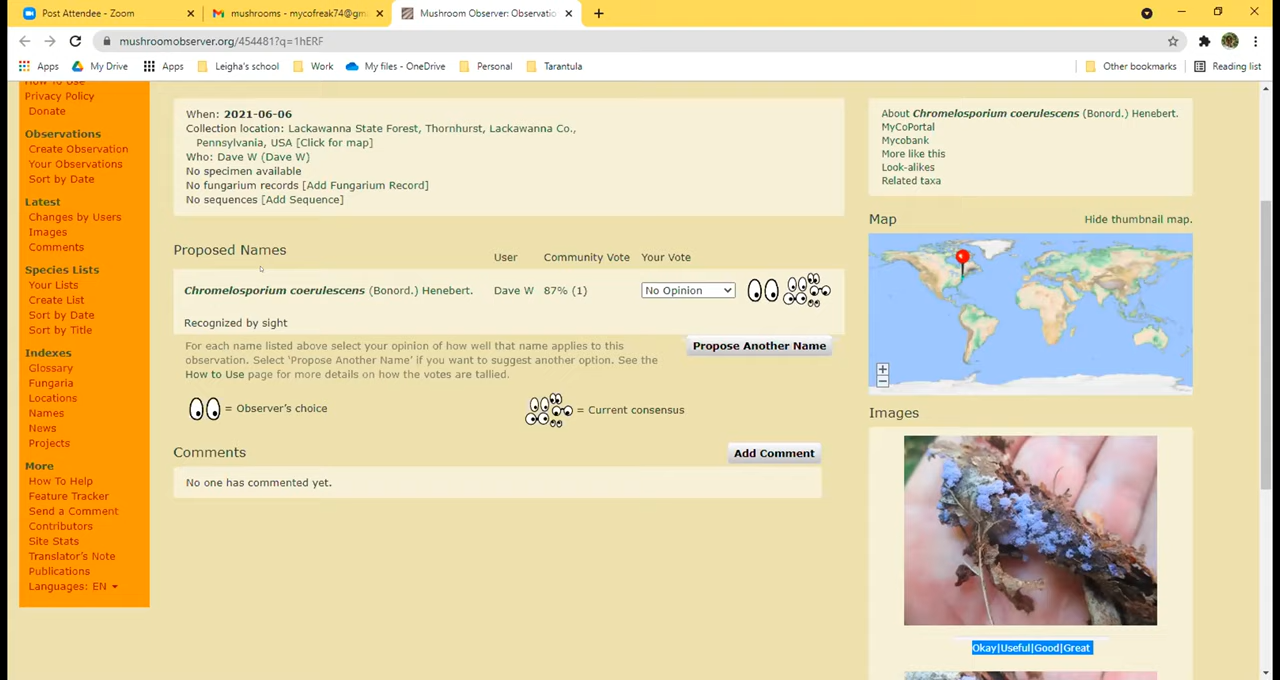 Post Attendee - Zoom
mushrooms - mycofreak74@gm
Mushroom Observer: Observatio
mushroomobserver.org/454481?q=1hERF
Apps
My Drive
Apps
Leigha's school
Work
My files - OneDrive
Personal
Tarantula
Other bookmarks
Reading list
Privacy Policy
Donate
Observations
Create Observation
Your Observations
Sort by Date
Latest
Changes by Users
Images
Comments
Species Lists
Your Lists
Create List
Sort by Date
Sort by Title
Indexes
Glossary
Fungaria
Locations
Names
News
Projects
More
How To Help
Feature Tracker
Send a Comment
Contributors
Site Stats
Translator's Note
Publications
Languages: EN
When: 2021-06-06
Collection location: Lackawanna State Forest, Thornhurst, Lackawanna Co.,
Pennsylvania, USA [Click for map]
Who: Dave W (Dave W)
No specimen available
No fungarium records [Add Fungarium Record]
No sequences [Add Sequence]
Proposed Names
User
Community Vote
Your Vote
Chromelosporium coerulescens (Bonord.) Henebert.
Dave W
87% (1)
No Opinion
Recognized by sight
For each name listed above select your opinion of how well that name applies to this
observation. Select 'Propose Another Name' if you want to suggest another option. See the
How to Use page for more details on how the votes are tallied.
Propose Another Name
= Observer's choice
= Current consensus
Comments
Add Comment
No one has commented yet.
About Chromelosporium coerulescens (Bonord.) Henebert.
MyCoPortal
Mycobank
More like this
Look-alikes
Related taxa
Map
Hide thumbnail map.
Images
Okay|Useful|Good|Great